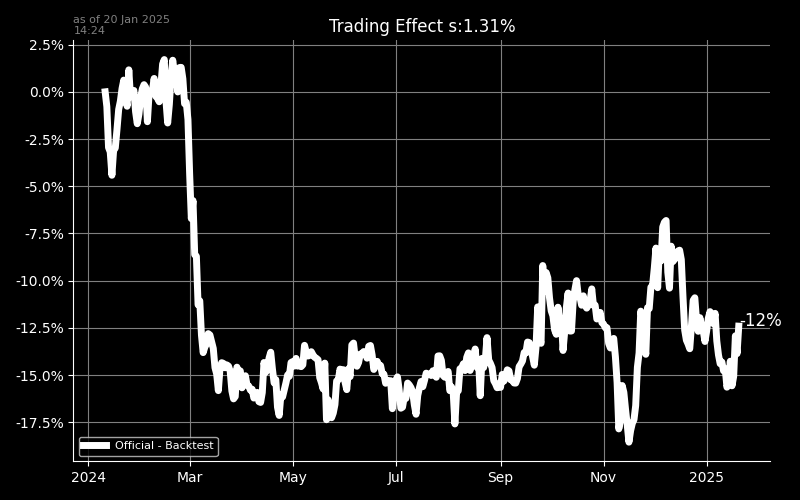 as of 20 Jan 2025
14:24
Trading Effect s:1.31%
2.5%
0.0%
-2.5%
-5.0%
-7.5%
-10.0%
-12.5%
-15.0%
-17.5%
-12%
Official - Backtest
2024 Mar May Jul Sep Nov 2025